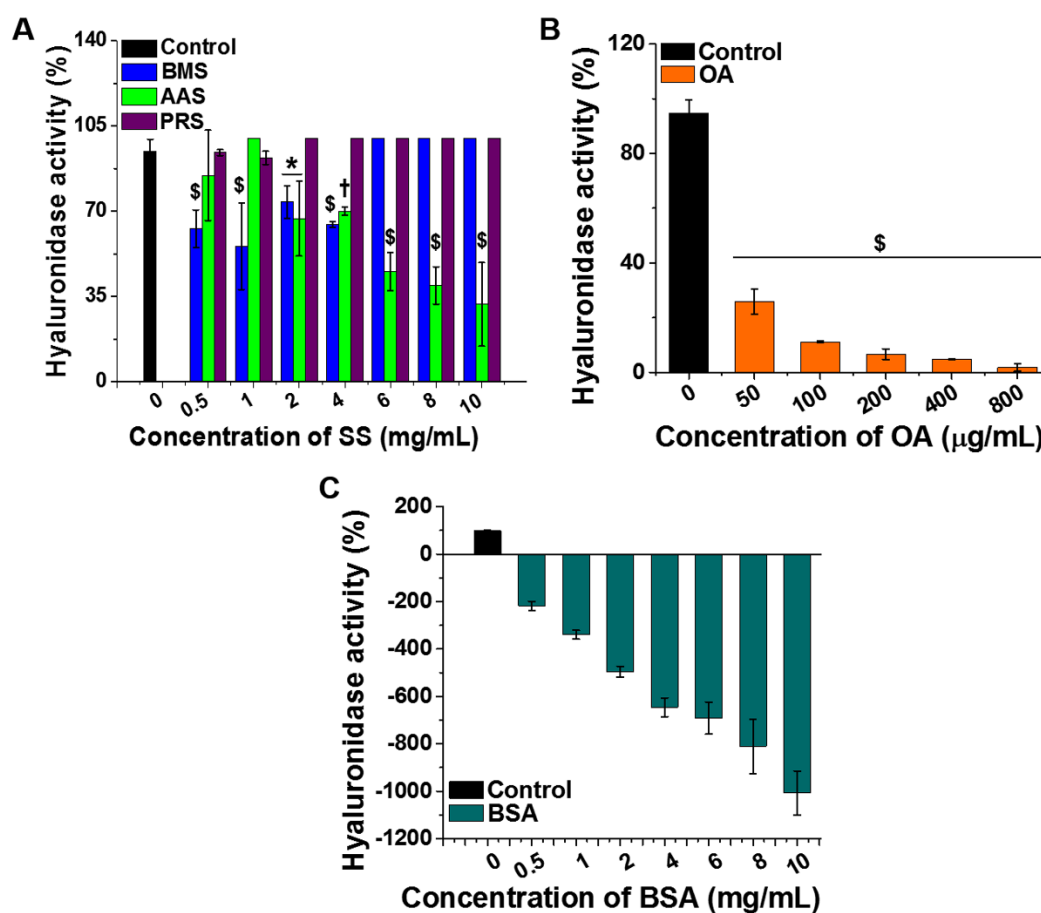 A
Hyaluronidase activity (%)
140
105
70
35
0
Control
BMS
AAS
PRS
$
$
*
$
†
$
$
$
0
0.5
1
2
4
6
8
10
Concentration of SS (mg/mL)
B
Hyaluronidase activity (%)
120
80
40
0
Control
OA
$
0
50
100
200
400
800
Concentration of OA (μg/mL)
C
Hyaluronidase activity (%)
200
0
-200
-400
-600
-800
-1000
-1200
Control
BSA
0
0.5
1
2
4
6
8
10
Concentration of BSA (mg/mL)